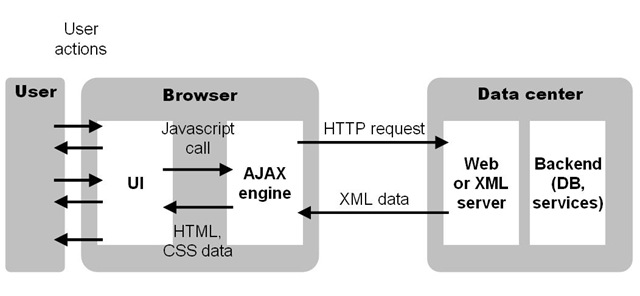 User
actions
User
Browser
Data center
Javascript
call
HTTP request
UI
AJAX
engine
Web
or XML
server
Backend
(DB,
services)
XML data
HTML,
CSS data